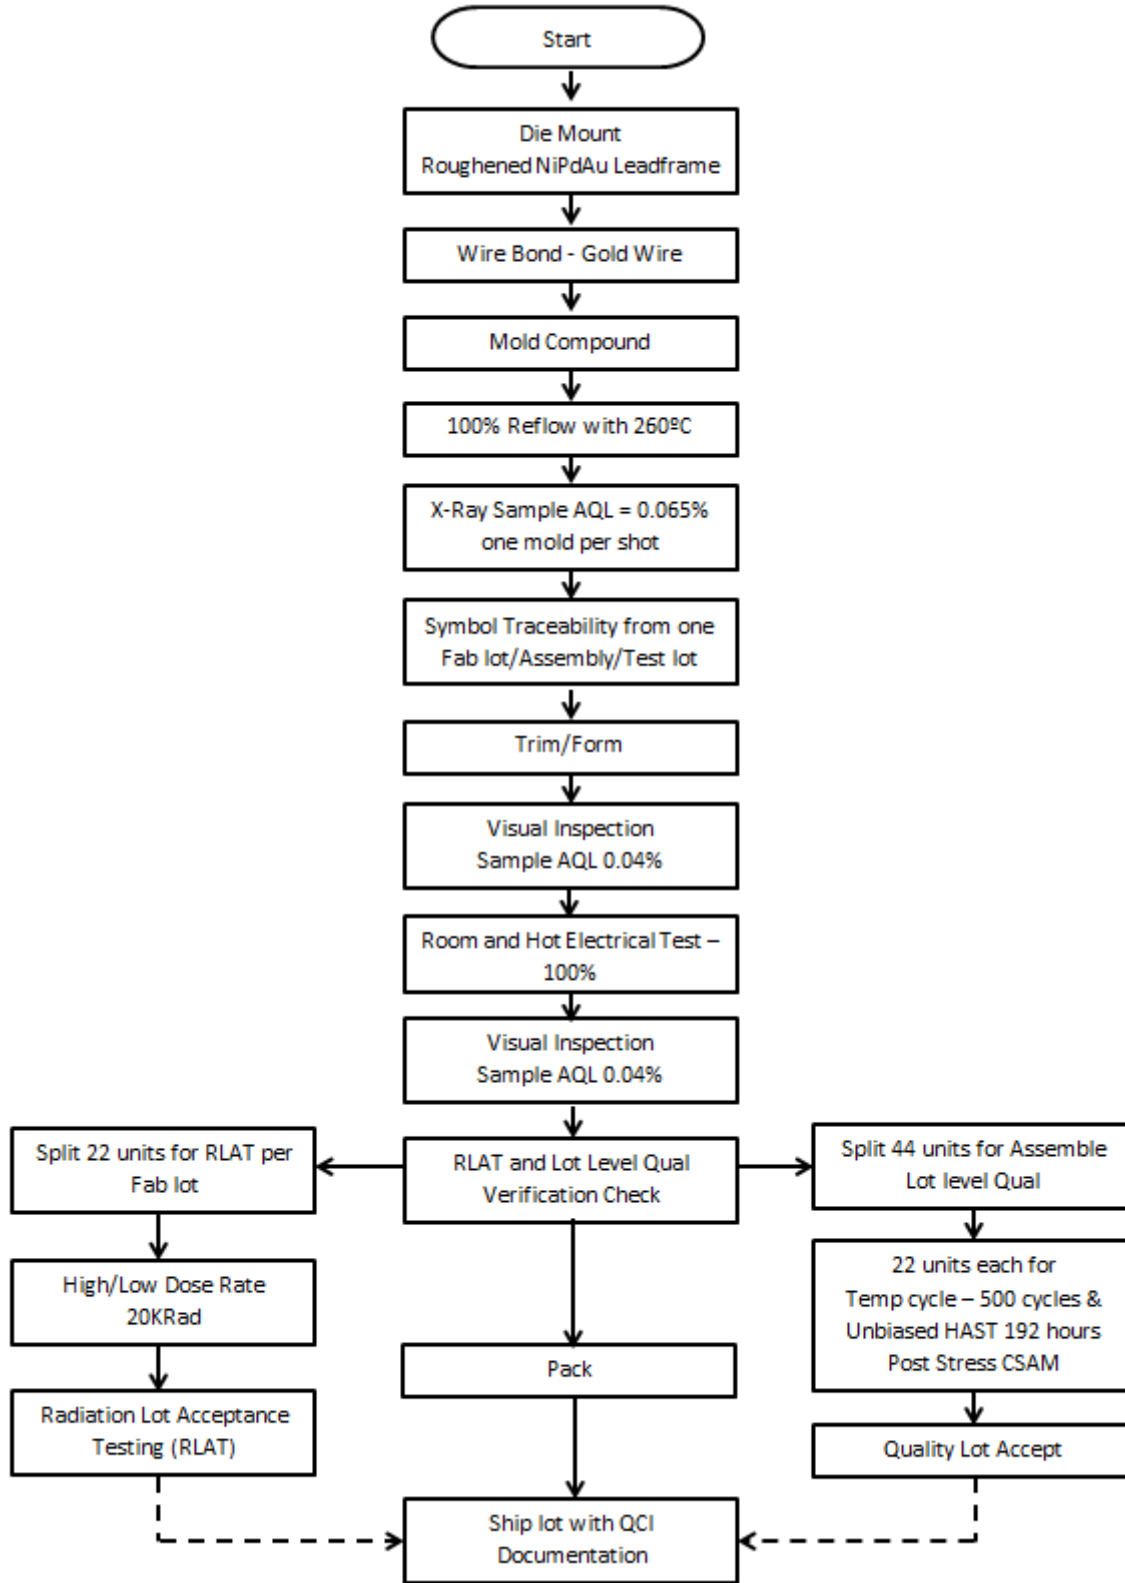 Start
Die Mount
Roughened NiPdAu Leadframe
Wire Bond - Gold Wire
Mold Compound
100% Reflow with 260ºC
X-Ray Sample AQL = 0.065%
one mold per shot
Symbol Traceability from one
Fab lot/Assembly/Test lot
Trim/Form
Visual Inspection
Sample AQL 0.04%
Room and Hot Electrical Test –
100%
Visual Inspection
Sample AQL 0.04%
RLAT and Lot Level Qual
Verification Check
Split 22 units for RLAT per
Fab lot
High/Low Dose Rate
20KRad
Radiation Lot Acceptance
Testing (RLAT)
Split 44 units for Assemble
Lot level Qual
22 units each for
Temp cycle – 500 cycles &
Unbiased HAST 192 hours
Post Stress CSAM
Quality Lot Accept
Pack
Ship lot with QCI
Documentation